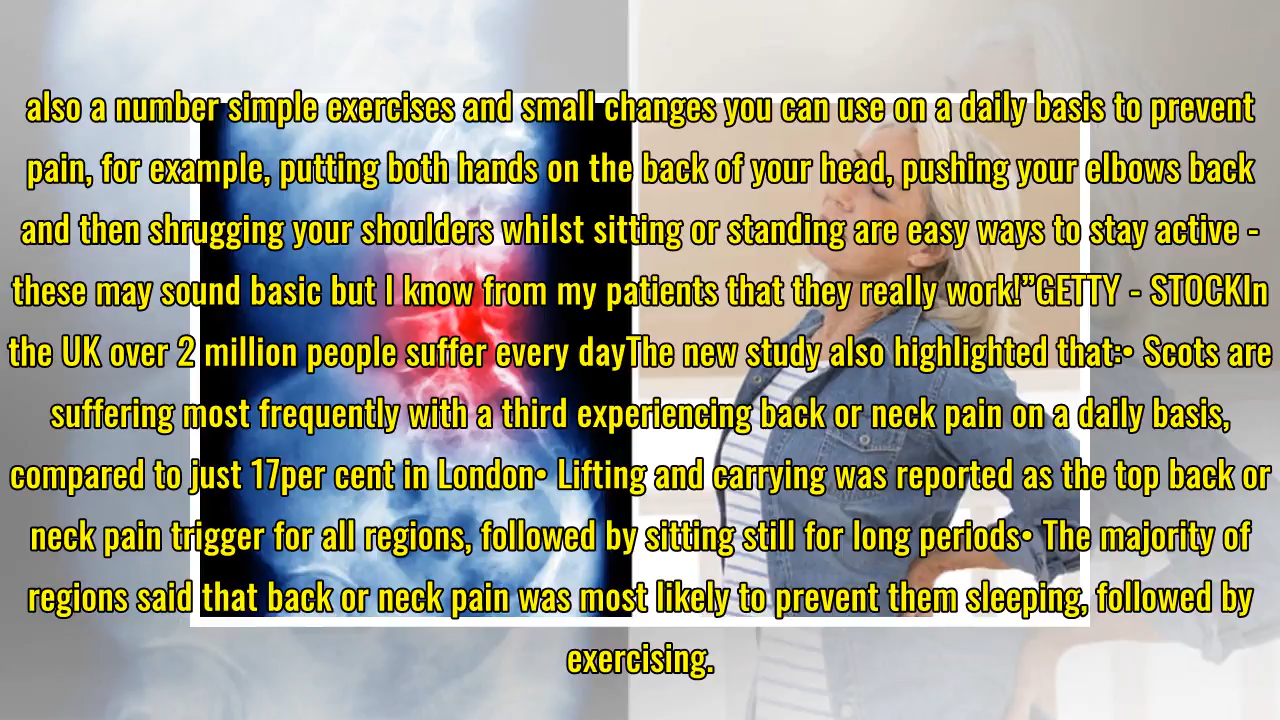 also a number simple exercises and small changes you can use on a daily basis to prevent
pain, for example, putting both hands on the back of your head, pushing your elbows back
and then shrugging your shoulders whilst sitting or standing are easy ways to stay active -
these may sound basic but I know from my patients that they really work!”GETTY - STOCKIn
the UK over 2 million people suffer every dayThe new study also highlighted that:• Scots are
suffering most frequently with a third experiencing back or neck pain on a daily basis,
compared to just 17per cent in London• Lifting and carrying was reported as the top back or
neck pain trigger for all regions, followed by sitting still for long periods• The majority of
regions said that back or neck pain was most likely to prevent them sleeping, followed by
exercising.